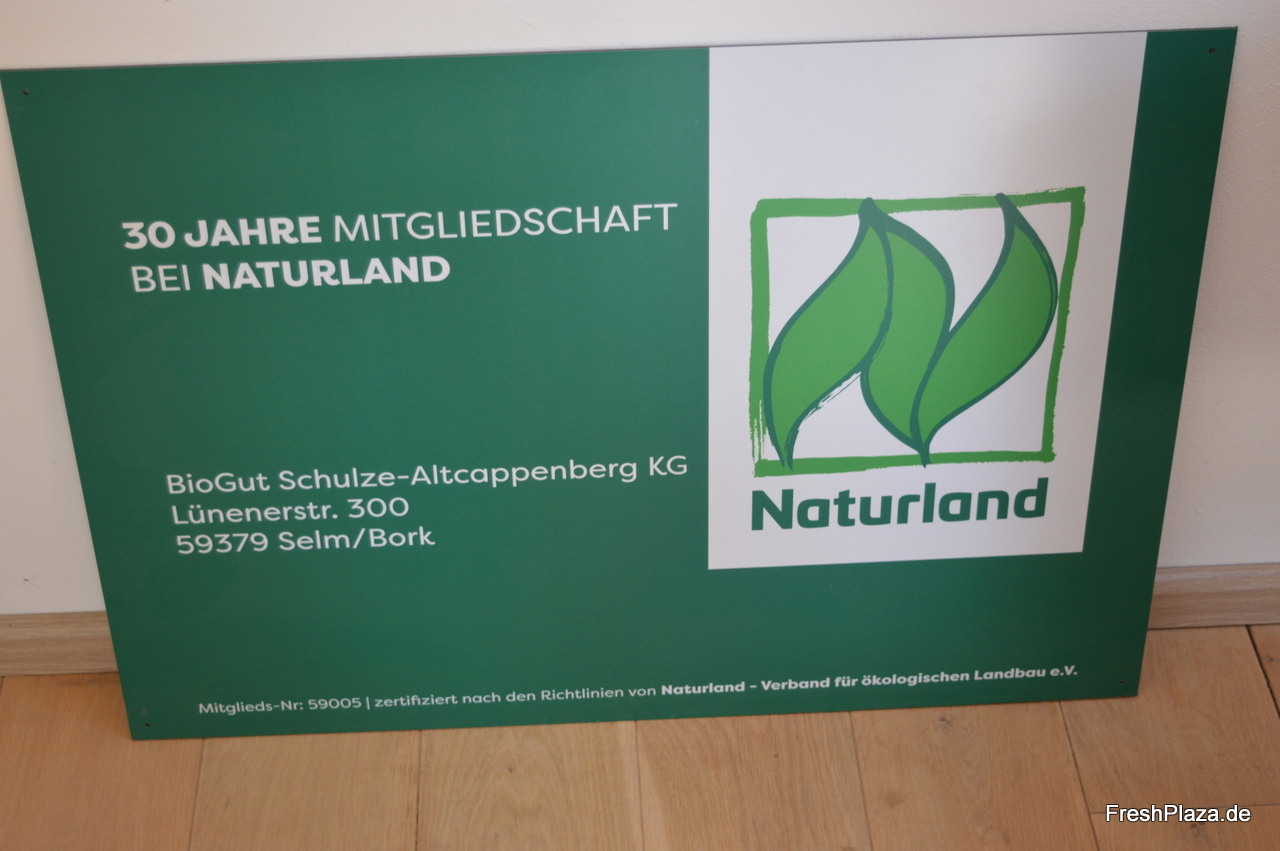 30 JAHRE MITGLIEDSCHAFT
BEI NATURLAND
BioGut Schulze-Altcappenberg KG
Lünenerstr. 300
59379 Selm/Bork
Naturland
Mitglieds-Nr: 59005 | zertifiziert nach den Richtlinien von Naturland - Verband für ökologischen Landbau e.V.
FreshPlaza.de